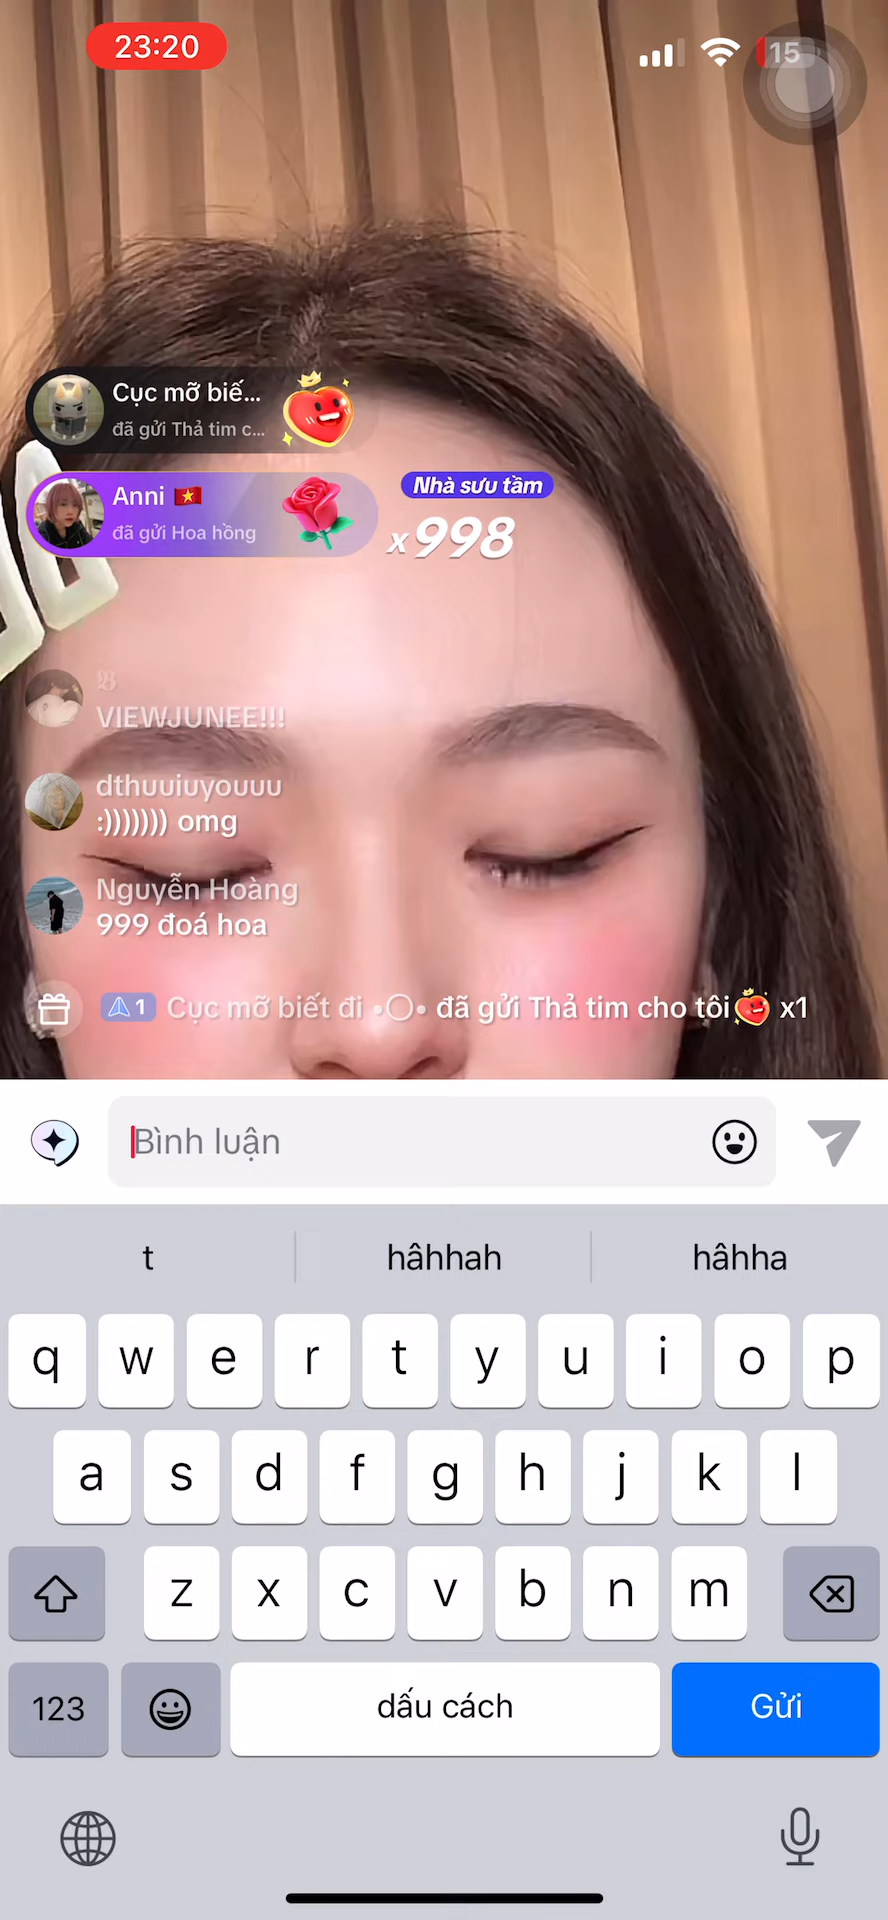 23:20
15
Cục mỡ biế...
đã gửi Thả tim c...
Anni
đã gửi Hoa hồng
Nhà sưu tầm
x998
𝔅
VIEWJUNEE!!!
dthuuiuyouuu
:))))))) omg
Nguyễn Hoàng
999 đoá hoa
1 Cục mỡ biết đi •◯• đã gửi Thả tim cho tôi x1
Bình luận
t hâhhah hâhha
q w e r t y u i o p
a s d f g h j k l
z x c v b n m
123 dấu cách Gửi